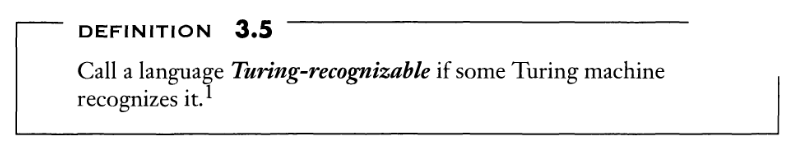 DEFINITION 3.5
Call a language Turing-recognizable if some Turing machine
recognizes it.1